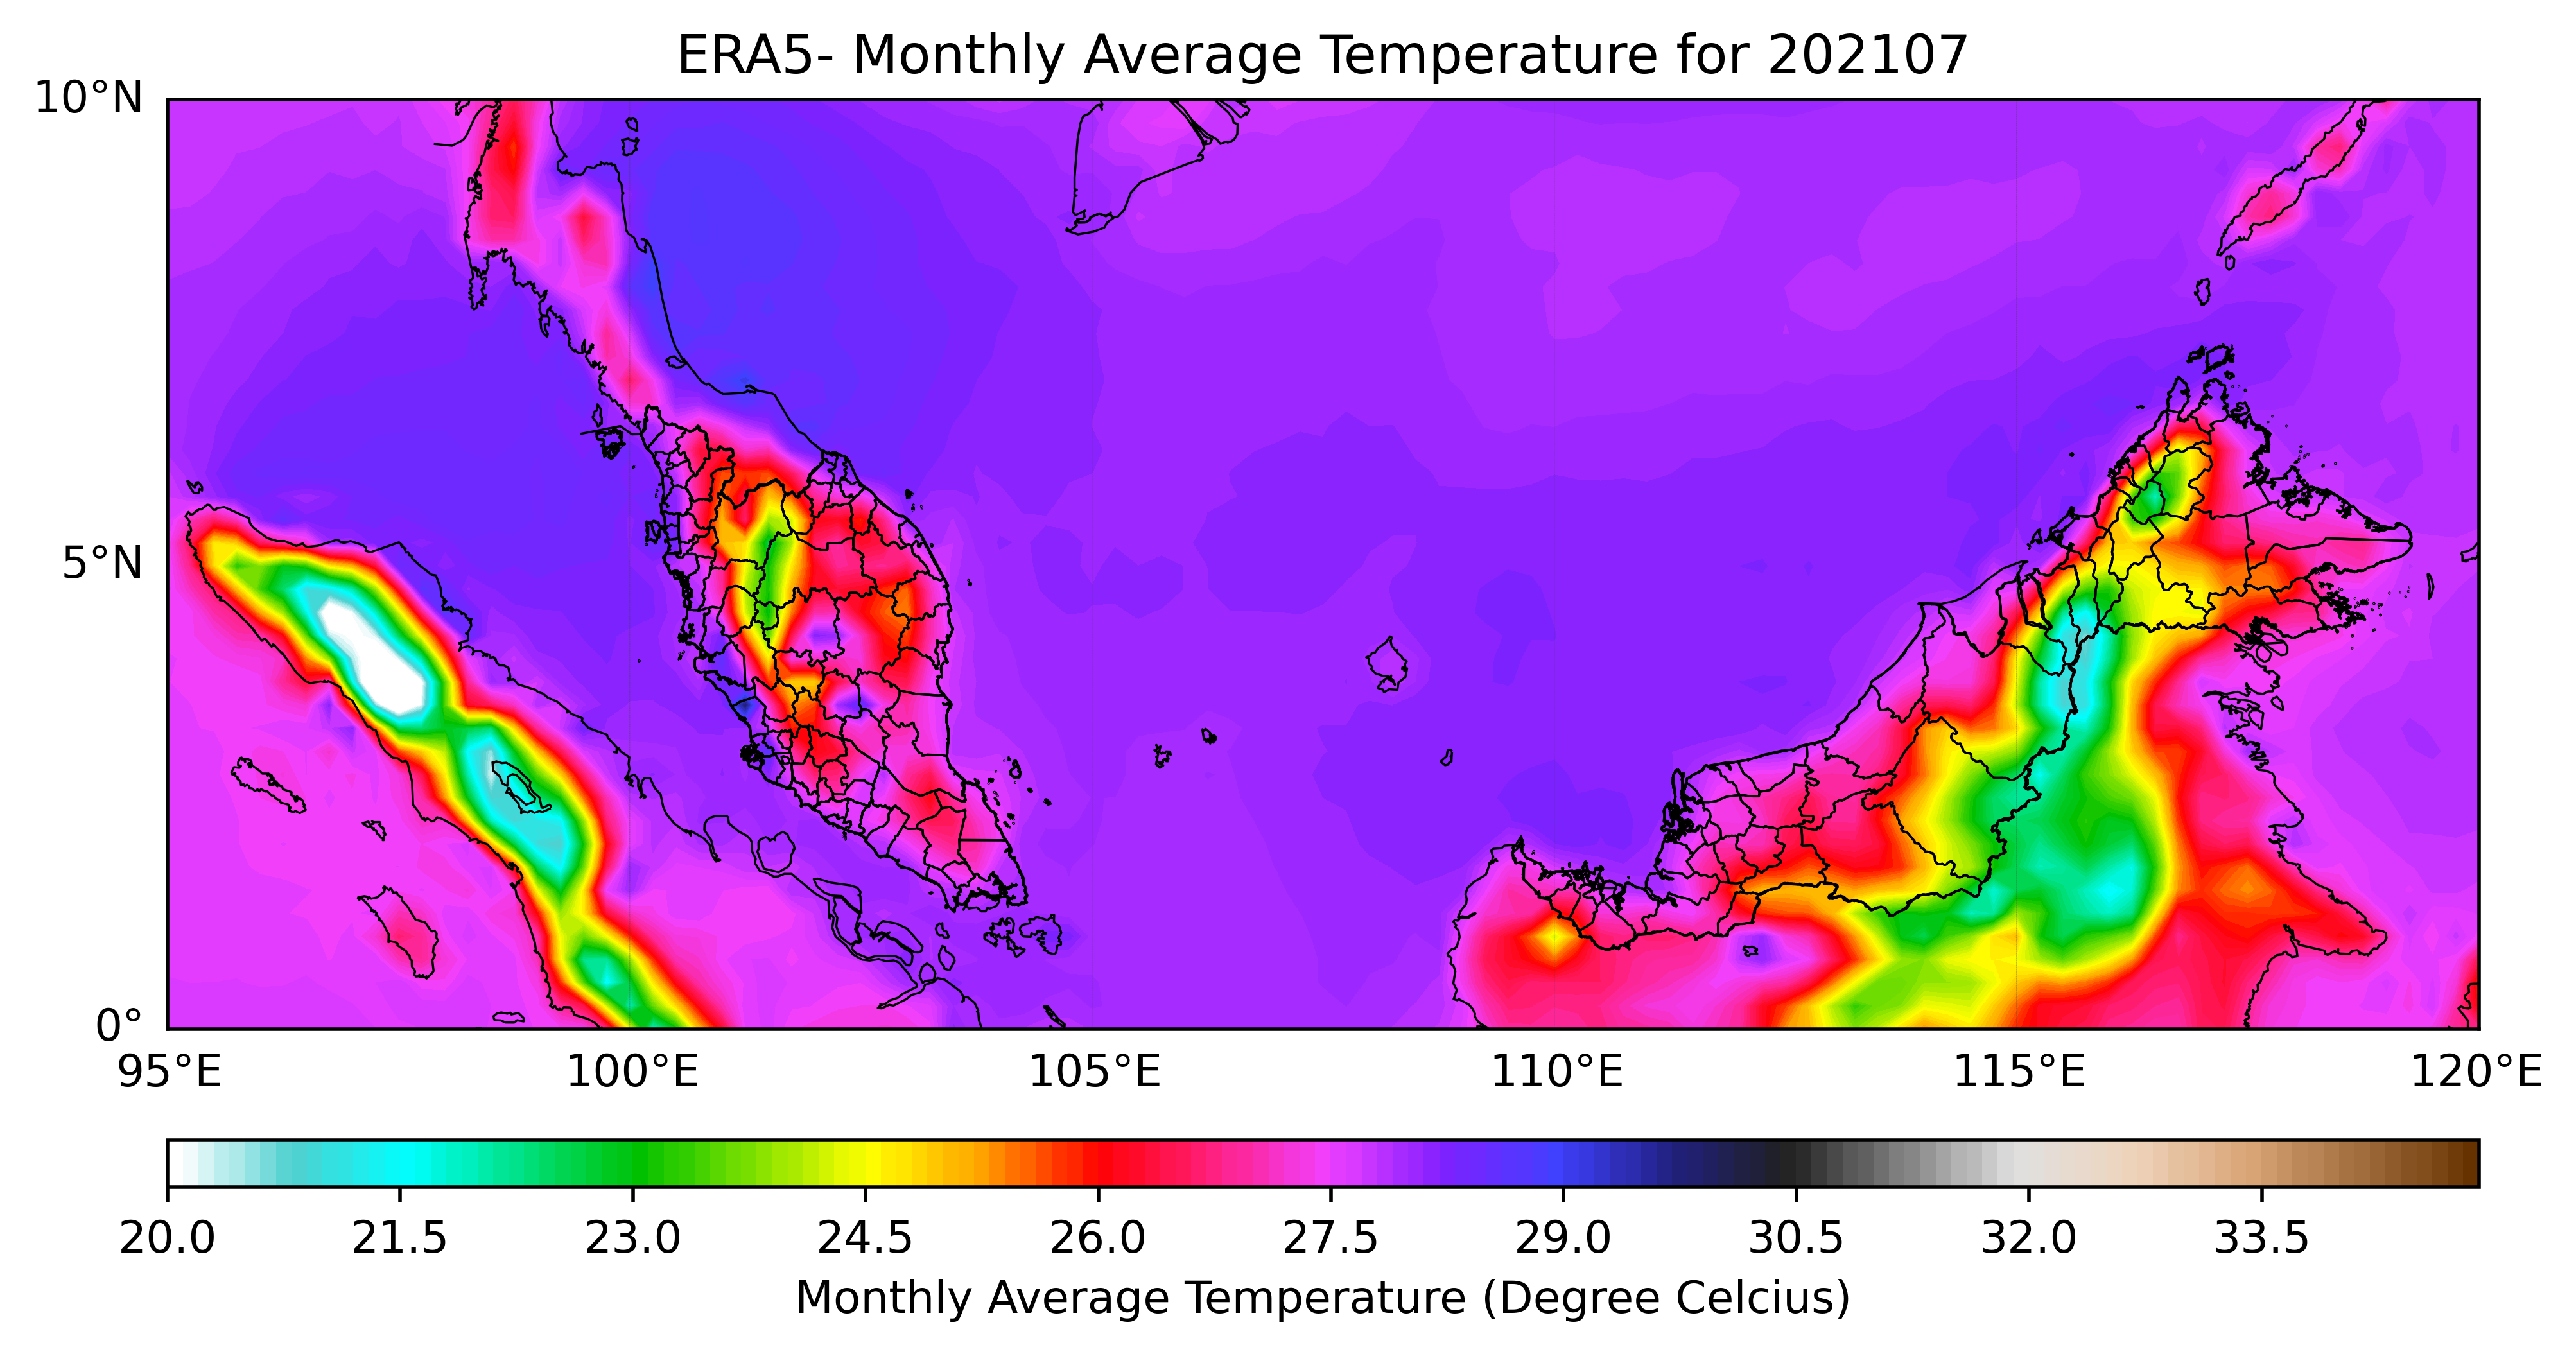 ERA5- Monthly Average Temperature for 202107
10°N
5°N
0°
95°E 100°E 105°E 110°E 115°E 120°E
20.0 21.5 23.0 24.5 26.0 27.5 29.0 30.5 32.0 33.5
Monthly Average Temperature (Degree Celcius)